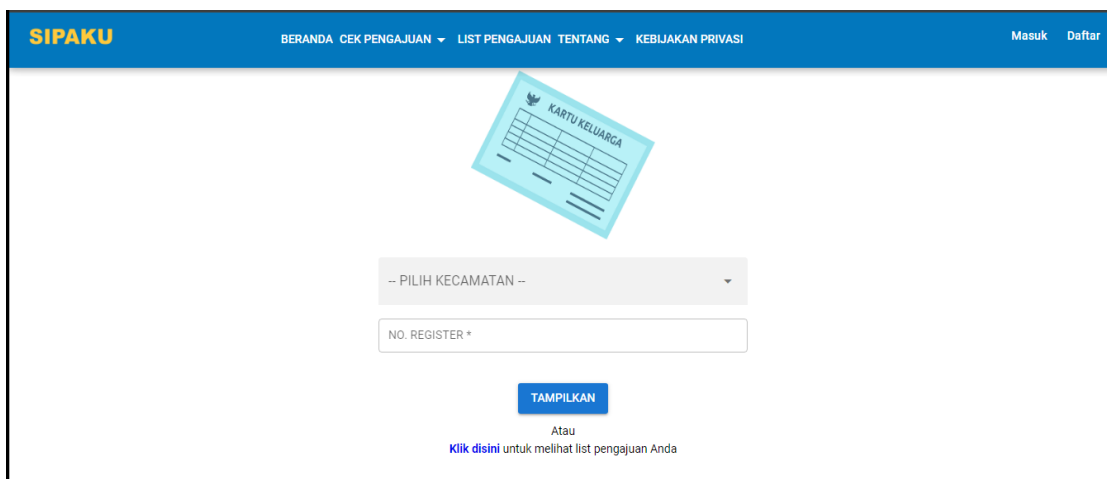 SIPAKU
BERANDA CEK PENGAJUAN LIST PENGAJUAN TENTANG KEBIJAKAN PRIVASI
Masuk Daftar
KARTU KELUARGA
-- PILIH KECAMATAN --
NO. REGISTER *
TAMPILKAN
Atau
Klik disini untuk melihat list pengajuan Anda